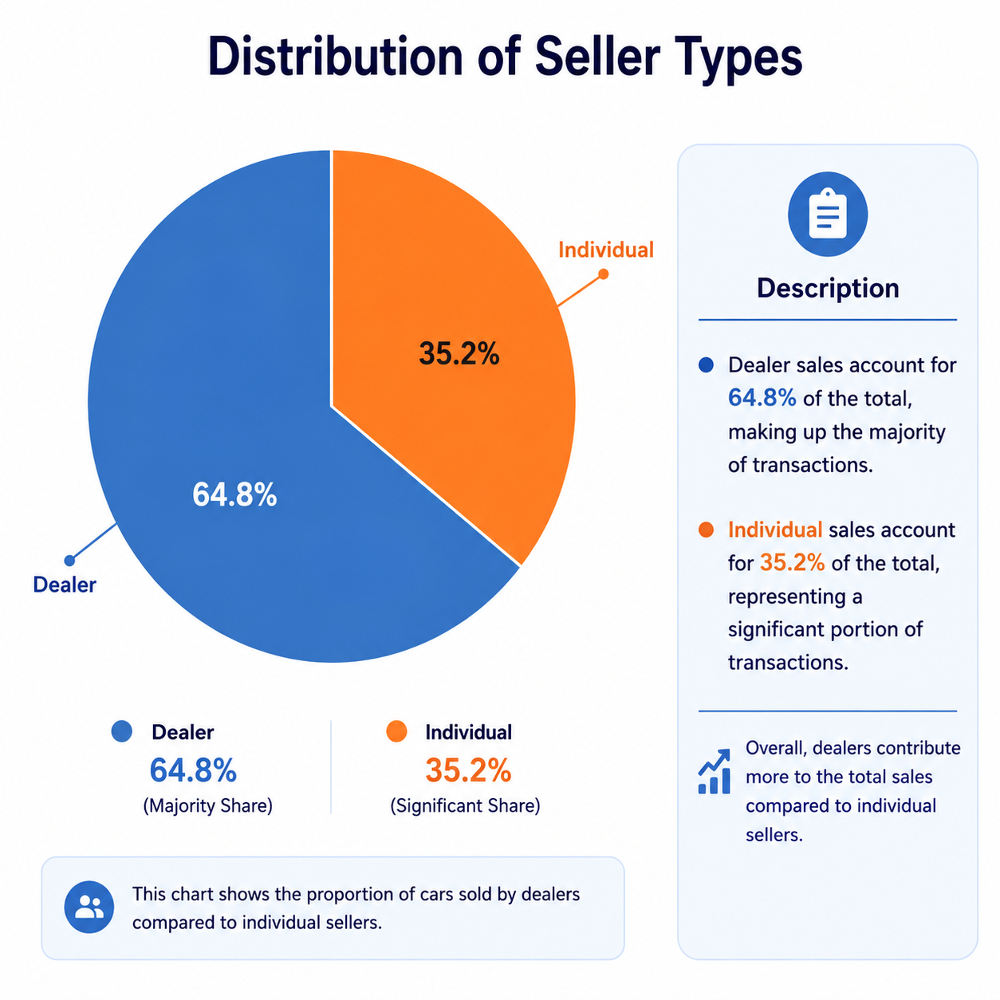 Distribution of Seller Types
Individual
35.2%
64.8%
Dealer
Dealer
64.8%
(Majority Share)
Individual
35.2%
(Significant Share)
This chart shows the proportion of cars sold by dealers
compared to individual sellers.
Description
Dealer sales account for
64.8% of the total,
making up the majority
of transactions.
Individual sales account
for 35.2% of the total,
representing a
significant portion of
transactions.
Overall, dealers contribute
more to the total sales
compared to individual
sellers.